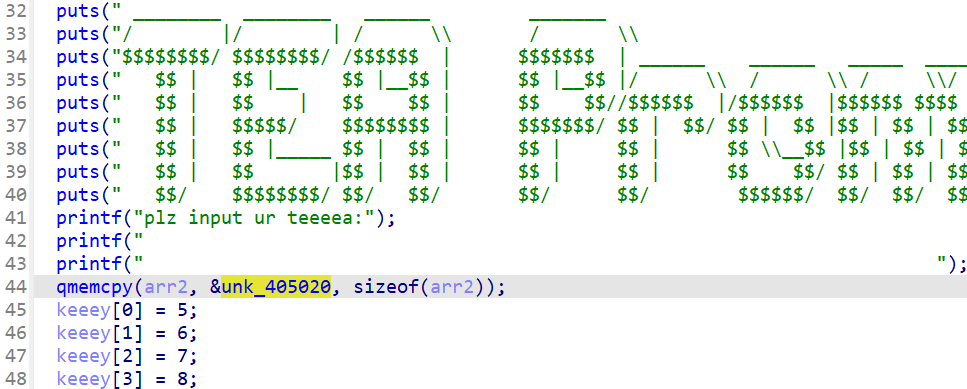 32 puts(" ________  ________   ______         _______
33 puts("/        |/        | /      \\       /       \\
34 puts("$$$$$$$$/ $$$$$$$$/ /$$$$$$  |      $$$$$$$  | ______    ______   _____  ____
35 puts("   $$ |   $$ |__    $$ |__$$ |      $$ |__$$ |/      \\  /      \\ /     \\/
36 puts("   $$ |   $$    |   $$    $$ |      $$    $$//$$$$$$  |/$$$$$$  |$$$$$$ $$$$
37 puts("   $$ |   $$$$$/    $$$$$$$$ |      $$$$$$$/ $$ |  $$/ $$ |  $$ |$$ | $$ | $$
38 puts("   $$ |   $$ |_____ $$ |  $$ |      $$ |     $$ |      $$ \\__$$ |$$ | $$ | $
39 puts("   $$ |   $$       |$$ |  $$ |      $$ |     $$ |      $$    $$/ $$ | $$ | $$
40 puts("   $$/    $$$$$$$$/ $$/   $$/       $$/      $$/        $$$$$$/  $$/  $$/  $$
41 printf("plz input ur teeeea:");
42 printf("
43 printf("                                                                       ");
44 qmemcpy(arr2, &unk_405020, sizeof(arr2));
45 keeey[0] = 5;
46 keeey[1] = 6;
47 keeey[2] = 7;
48 keeey[3] = 8;